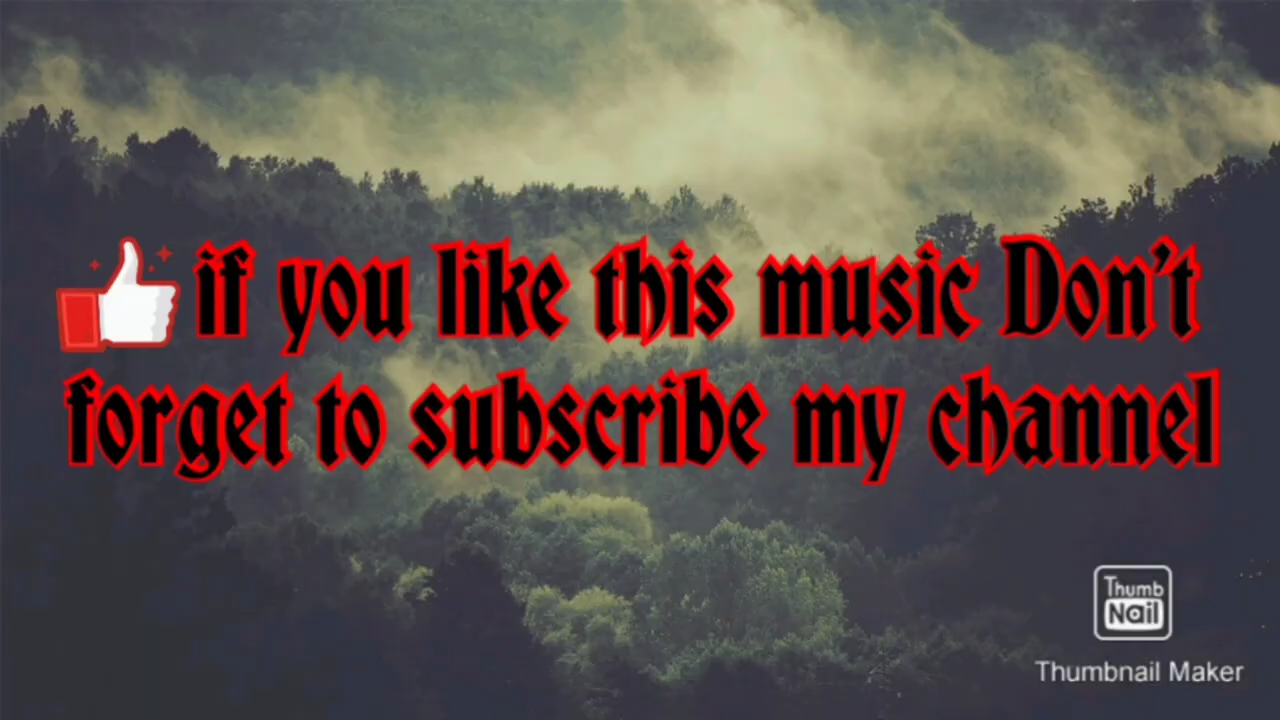 if you like this music Don't
forget to subscribe my channel
Thumb
Nail
Thumbnail Maker